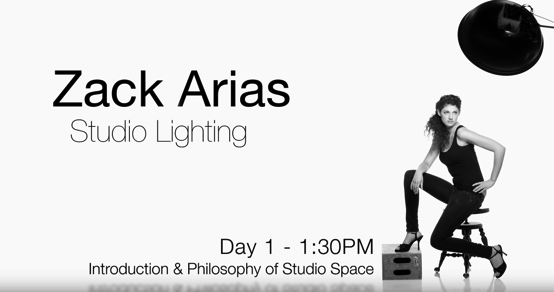 Zack Arias
Studio Lighting
Day 1 - 1:30PM
Introduction & Philosophy of Studio Space